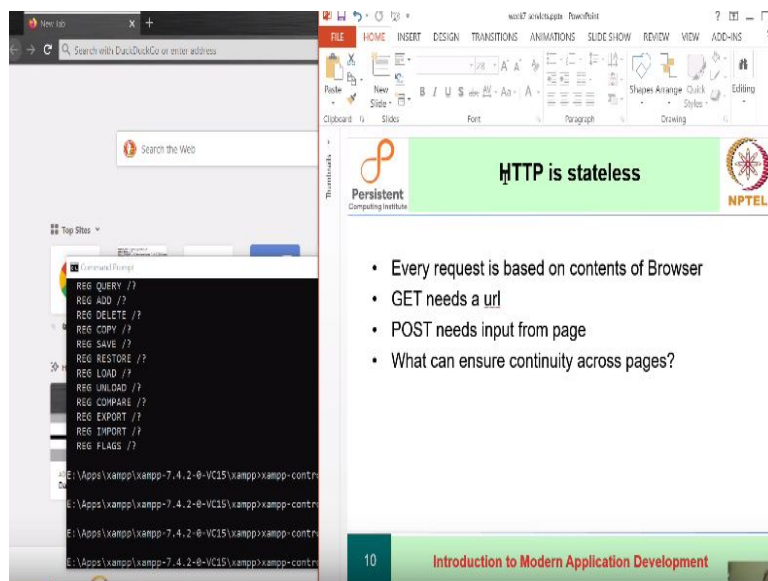 New Tab
Search with DuckDuckGo or enter address
Search the Web
Top Sites
Command Prompt
REG QUERY /?
REG ADD /?
REG DELETE /?
REG COPY /?
REG SAVE /?
REG RESTORE /?
REG LOAD /?
REG UNLOAD /?
REG COMPARE /?
REG EXPORT /?
REG IMPORT /?
REG FLAGS /?
E:\Apps\xampp\xampp-7.4.2-0-VC15\xampp>xampp-contr
E:\Apps\xampp\xampp-7.4.2-0-VC15\xampp>xampp-contr
E:\Apps\xampp\xampp-7.4.2-0-VC15\xampp>xampp-contr
E:\Apps\xampp\xampp-7.4.2-0-VC15\xampp>xampp-contr
week7 servlets.pptx - PowerPoint
FILE HOME INSERT DESIGN TRANSITIONS ANIMATIONS SLIDE SHOW REVIEW VIEW ADD-INS
Paste New Slide Shapes Arrange Quick Styles Editing
Clipboard Slides Font Paragraph Drawing
Thumbnails
Persistent
Computing Institute
HTTP is stateless
NPTEL
• Every request is based on contents of Browser
• GET needs a url
• POST needs input from page
• What can ensure continuity across pages?
10
Introduction to Modern Application Development